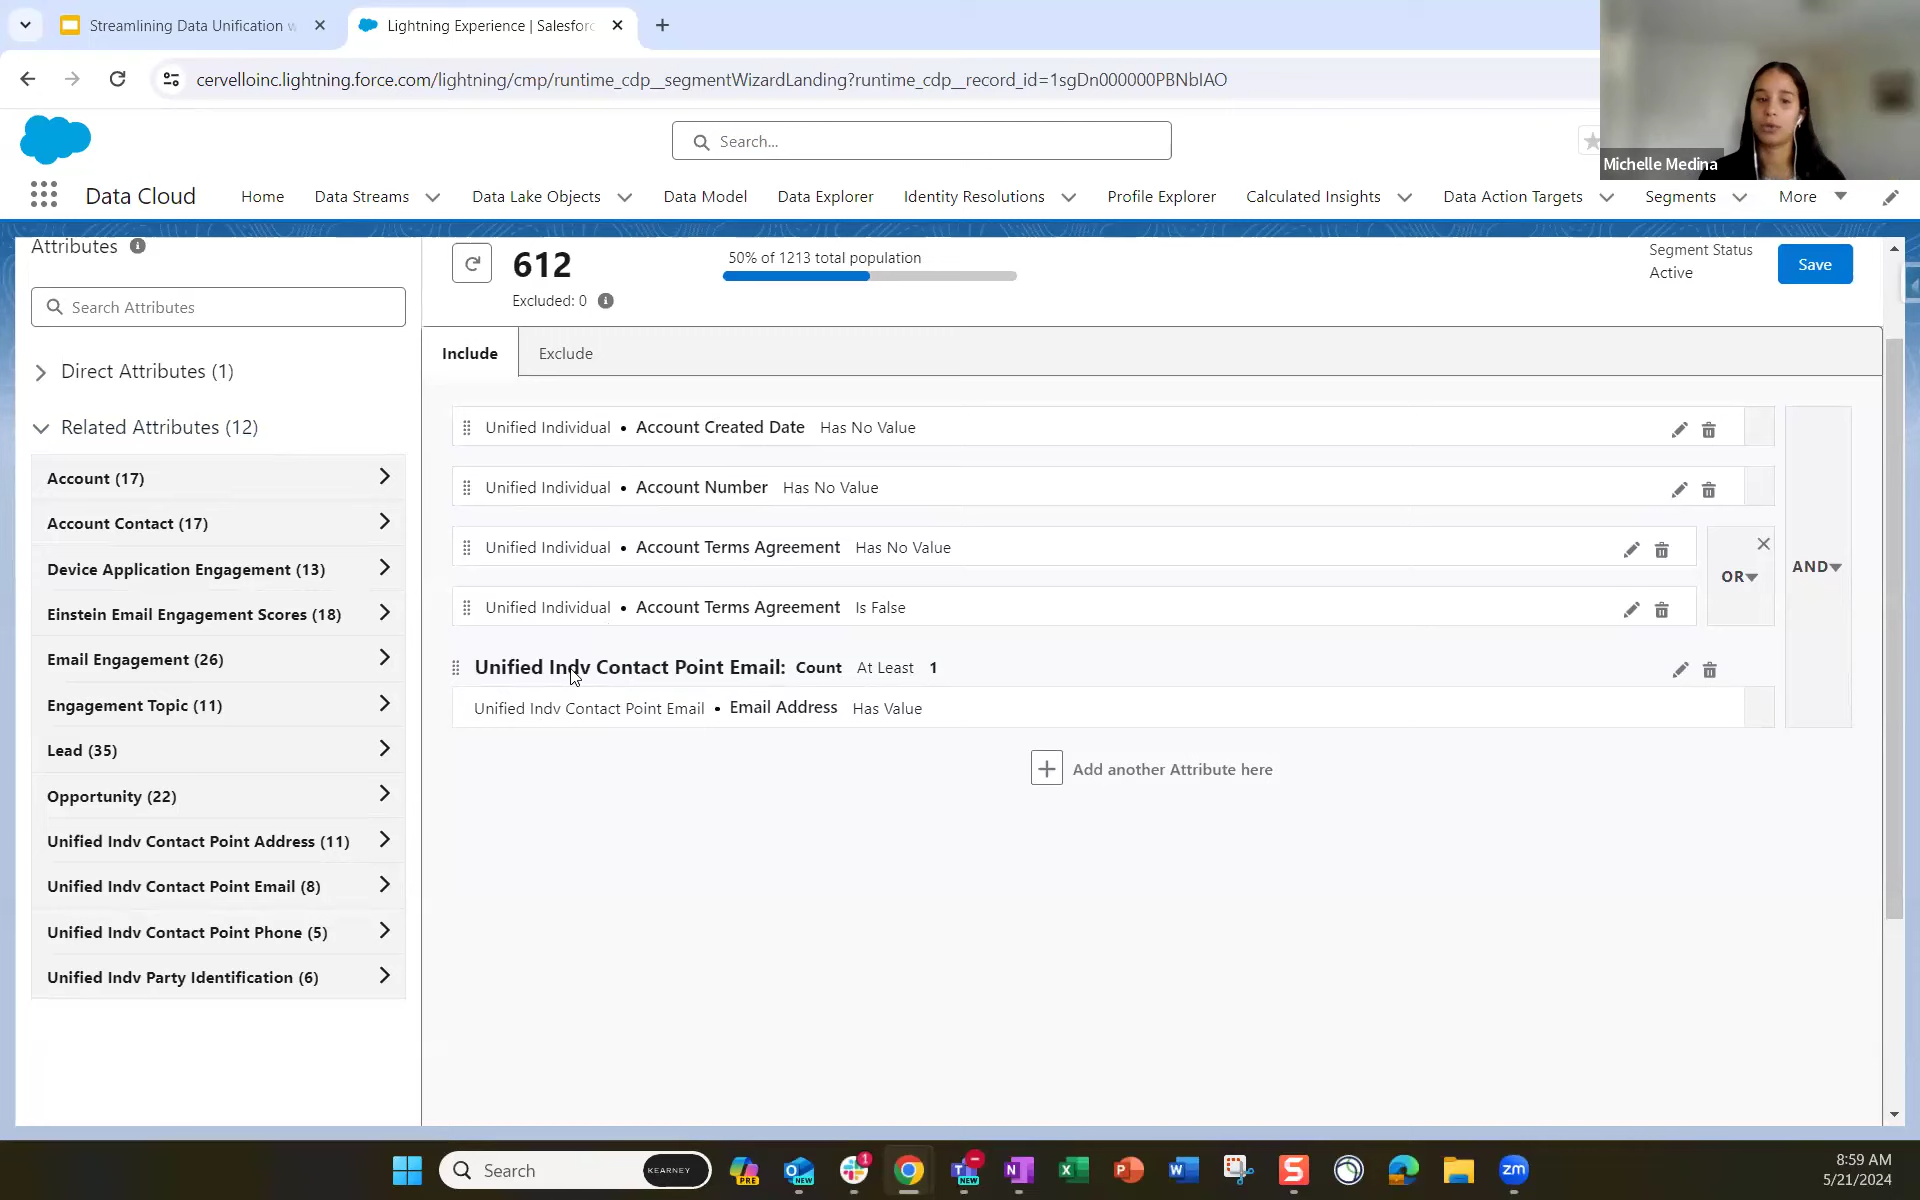 Streamlining Data Unification w
Lightning Experience | Salesforc
cervelloinc.lightning.force.com/lightning/cmp/runtime_cdp__segmentWizardLanding?runtime_cdp__record_id=1sgDn000000PBNbIAO
Search...
Michelle Medina
Data Cloud
Home
Data Streams
Data Lake Objects
Data Model
Data Explorer
Identity Resolutions
Profile Explorer
Calculated Insights
Data Action Targets
Segments
More
Attributes
Search Attributes
Direct Attributes (1)
Related Attributes (12)
Account (17)
Account Contact (17)
Device Application Engagement (13)
Einstein Email Engagement Scores (18)
Email Engagement (26)
Engagement Topic (11)
Lead (35)
Opportunity (22)
Unified Indv Contact Point Address (11)
Unified Indv Contact Point Email (8)
Unified Indv Contact Point Phone (5)
Unified Indv Party Identification (6)
612
Excluded: 0
50% of 1213 total population
Segment Status
Active
Save
Include
Exclude
Unified Individual • Account Created Date Has No Value
Unified Individual • Account Number Has No Value
Unified Individual • Account Terms Agreement Has No Value
Unified Individual • Account Terms Agreement Is False
OR
AND
Unified Indv Contact Point Email: Count At Least 1
Unified Indv Contact Point Email • Email Address Has Value
Add another Attribute here
Search
KEARNEY
PRE
NEW
1
NEW
zm
8:59 AM
5/21/2024